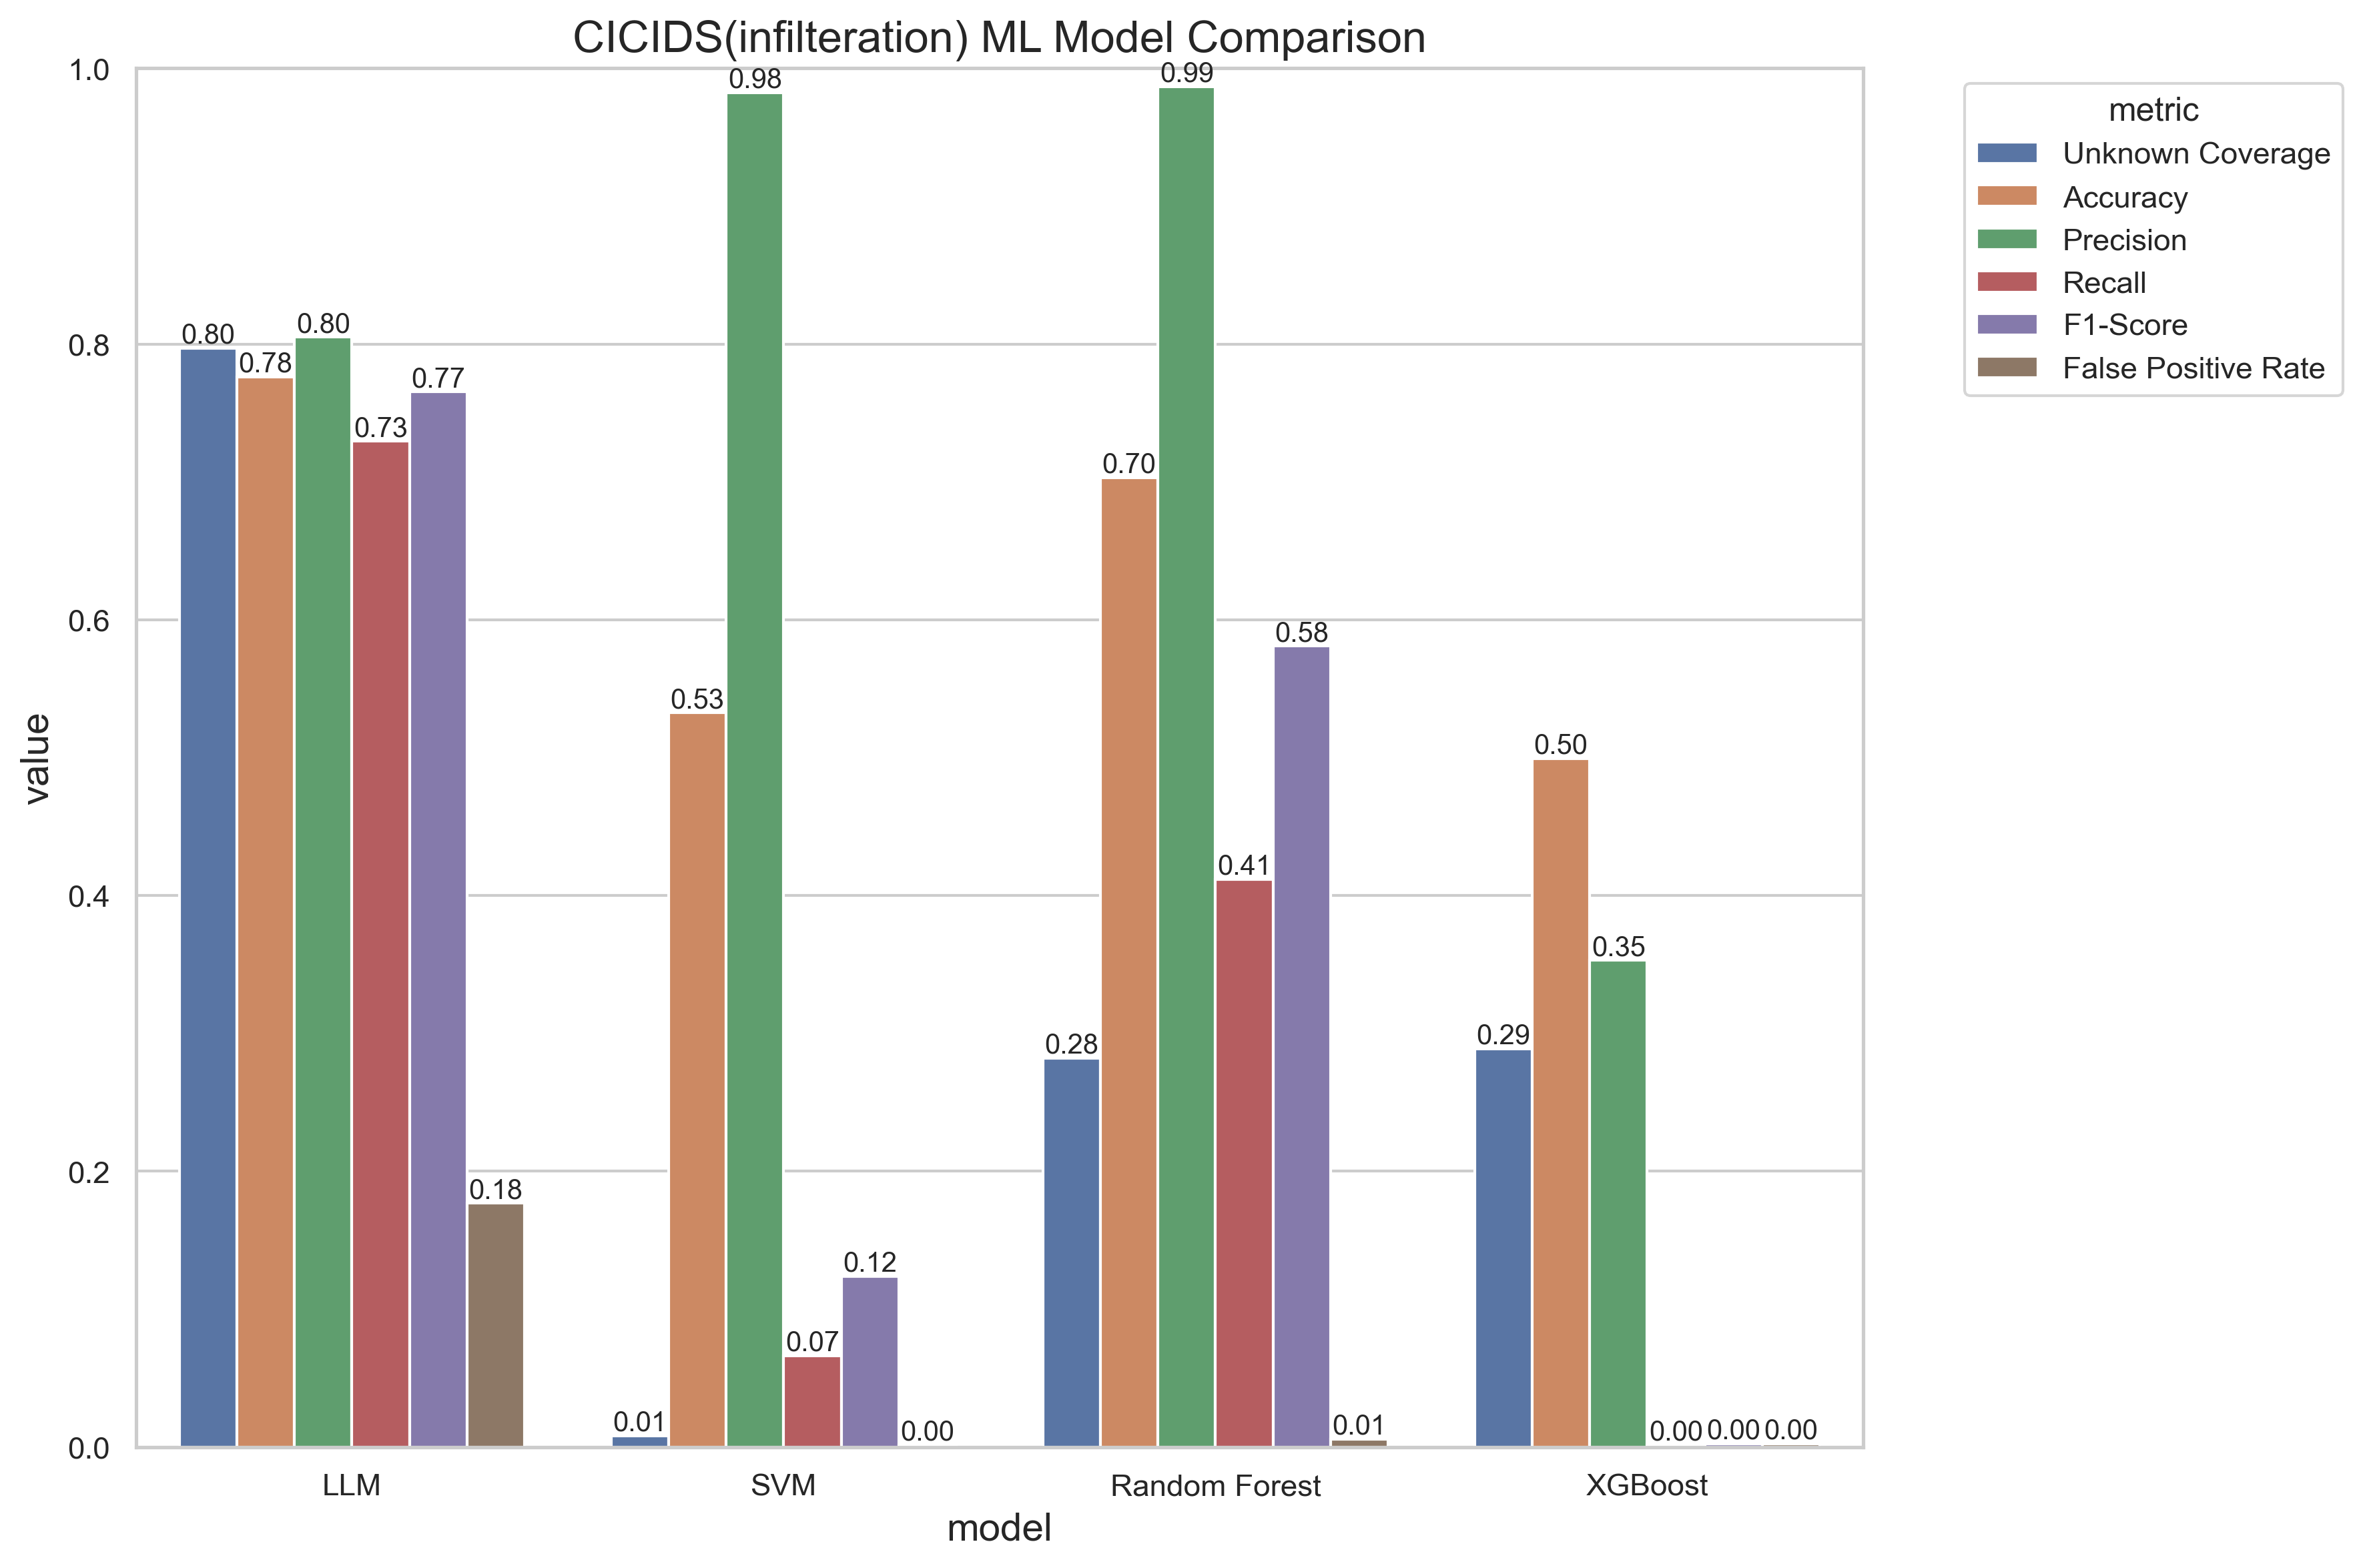 CICIDS(infilteration) ML Model Comparison
metric
Unknown Coverage
Accuracy
Precision
Recall
F1-Score
False Positive Rate
value
1.0
0.8
0.6
0.4
0.2
0.0
0.80
0.78
0.80
0.73
0.77
0.18
0.01
0.53
0.98
0.07
0.12
0.00
0.28
0.70
0.99
0.41
0.58
0.01
0.29
0.50
0.35
0.00
0.00
0.00
LLM
SVM
Random Forest
XGBoost
model